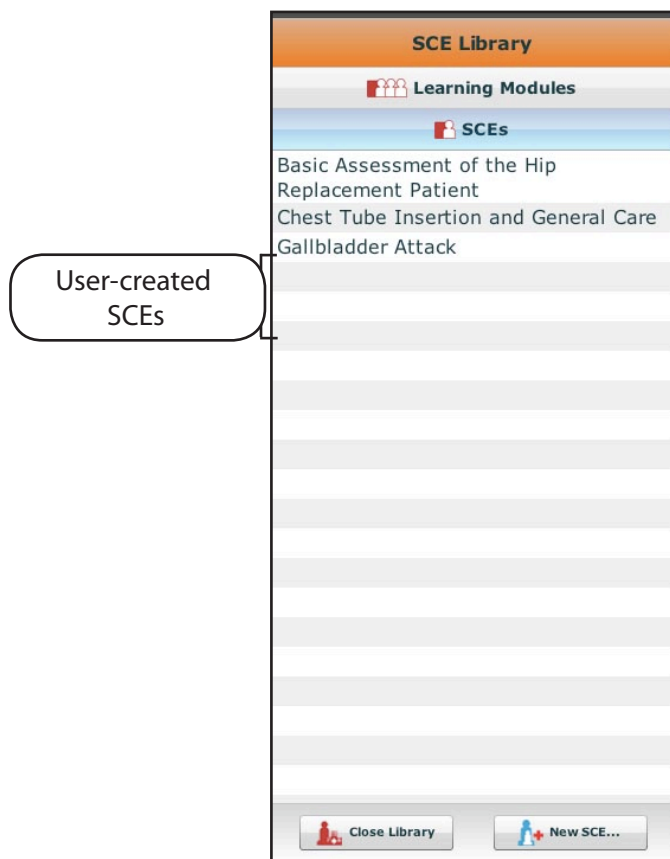 SCE Library
Learning Modules
SCEs
Basic Assessment of the Hip
Replacement Patient
Chest Tube Insertion and General Care
Gallbladder Attack
User-created
SCEs
Close Library
New SCE...